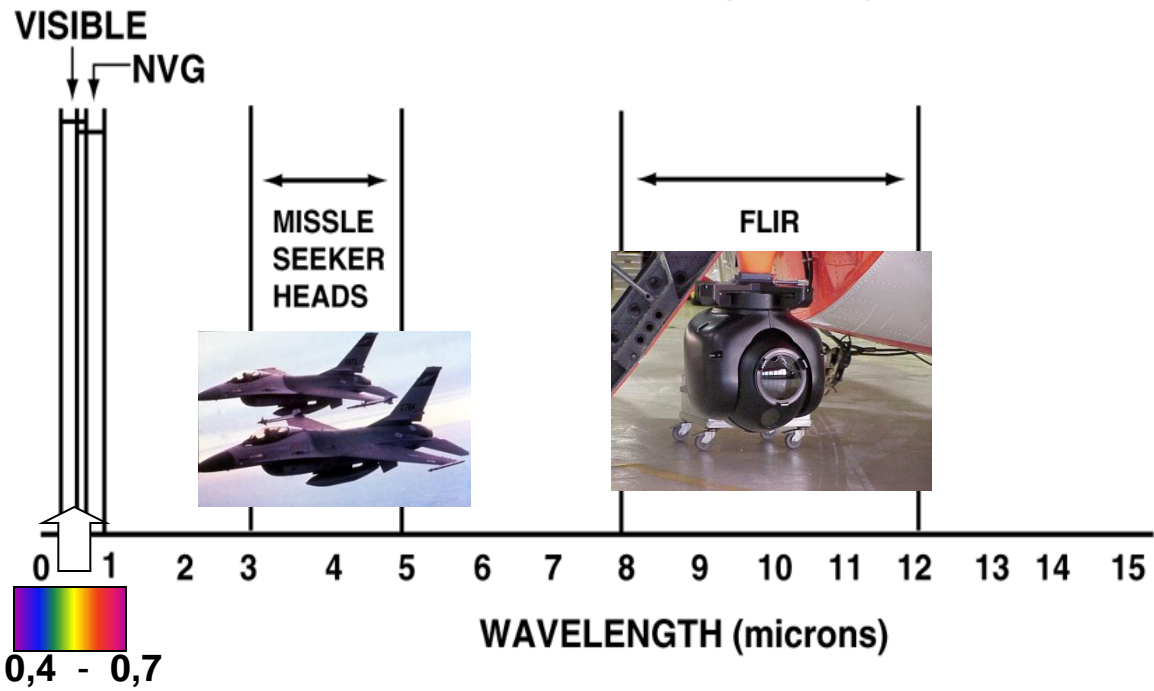 VISIBLE
NVG
MISSLE
SEEKER
HEADS
FLIR
0 1 2 3 4 5 6 7 8 9 10 11 12 13 14 15
WAVELENGTH (microns)
0,4 - 0,7